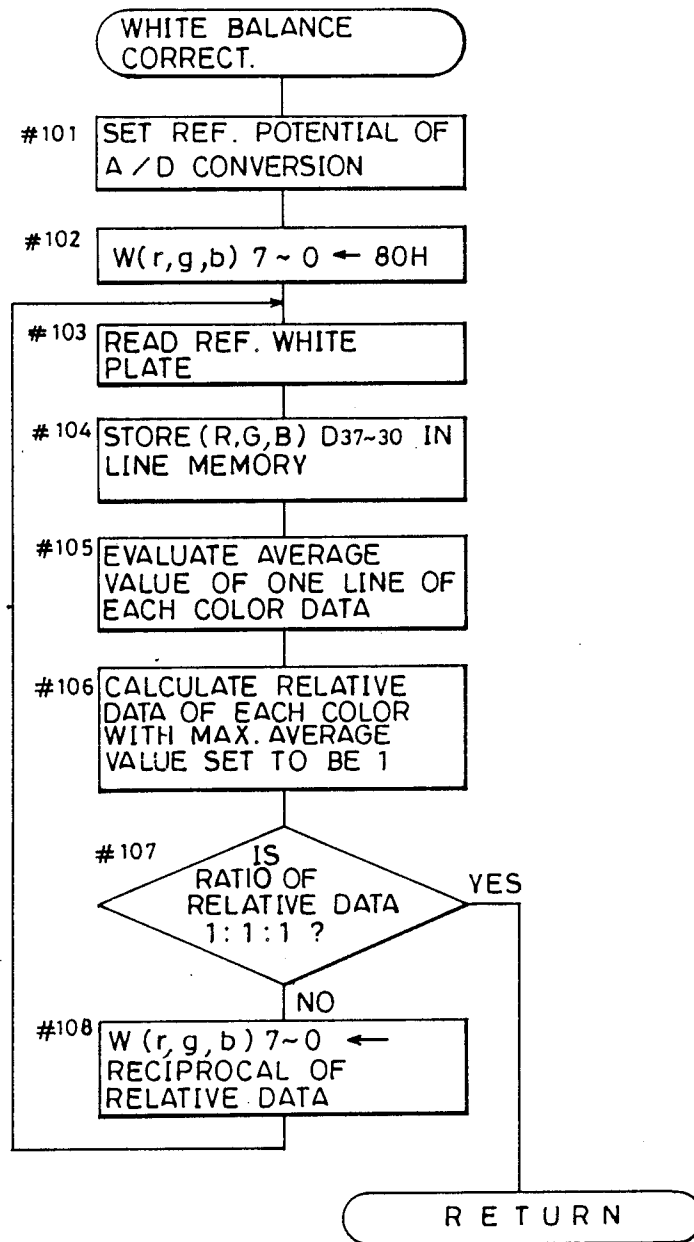 WHITE BALANCE
CORRECT.
#101
SET REF. POTENTIAL OF
A/D CONVERSION
#102
W(r,g,b) 7~0 ← 80H
#103
READ REF. WHITE
PLATE
#104
STORE (R,G,B) D37~30 IN
LINE MEMORY
#105
EVALUATE AVERAGE
VALUE OF ONE LINE OF
EACH COLOR DATA
#106
CALCULATE RELATIVE
DATA OF EACH COLOR
WITH MAX. AVERAGE
VALUE SET TO BE 1
#107
IS
RATIO OF
RELATIVE DATA
1:1:1 ?
YES
NO
#108
W (r,g,b) 7~0 ←
RECIPROCAL OF
RELATIVE DATA
RETURN